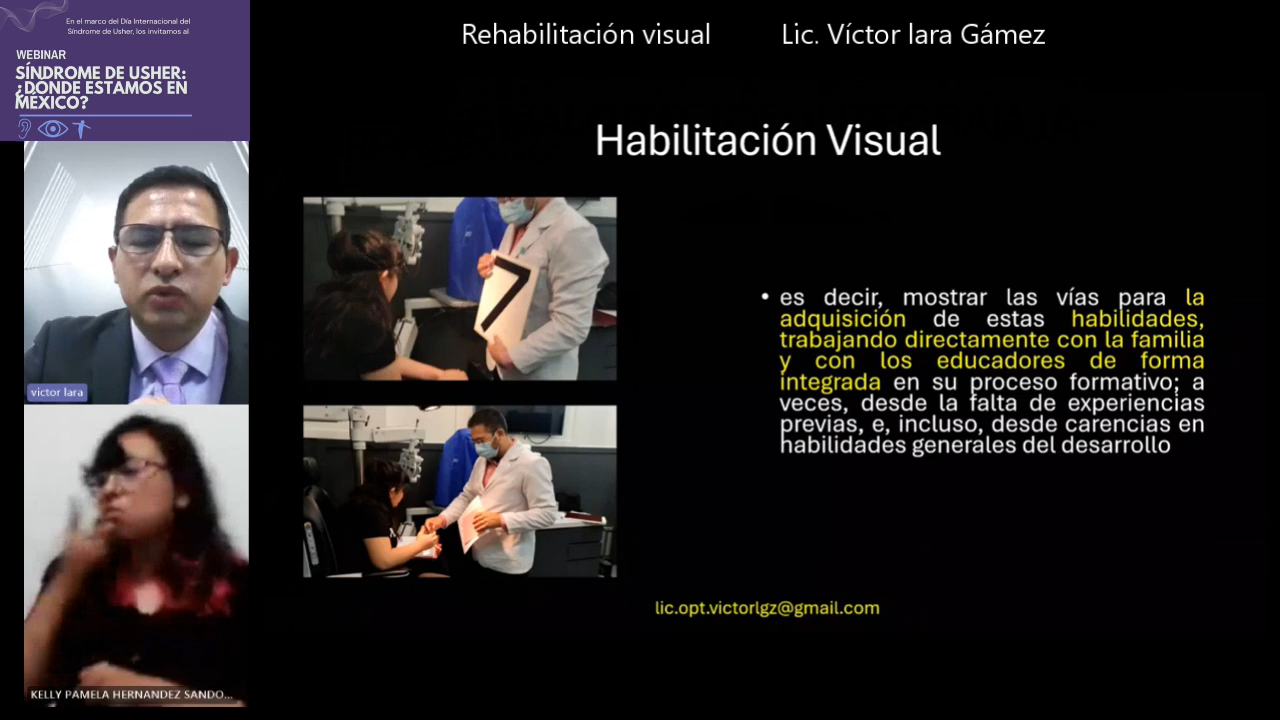 En el marco del Día Internacional del
Síndrome de Usher, los invitamos al
WEBINAR
SÍNDROME DE USHER:
¿DÓNDE ESTAMOS EN
MÉXICO?
Rehabilitación visual Lic. Víctor lara Gámez
Habilitación Visual
7
• es decir, mostrar las vías para la
adquisición de estas habilidades,
trabajando directamente con la familia
y con los educadores de forma
integrada en su proceso formativo; a
veces, desde la falta de experiencias
previas, e, incluso, desde carencias en
habilidades generales del desarrollo
lic.opt.victorlgz@gmail.com
victor lara
KELLY PAMELA HERNANDEZ SANDO...